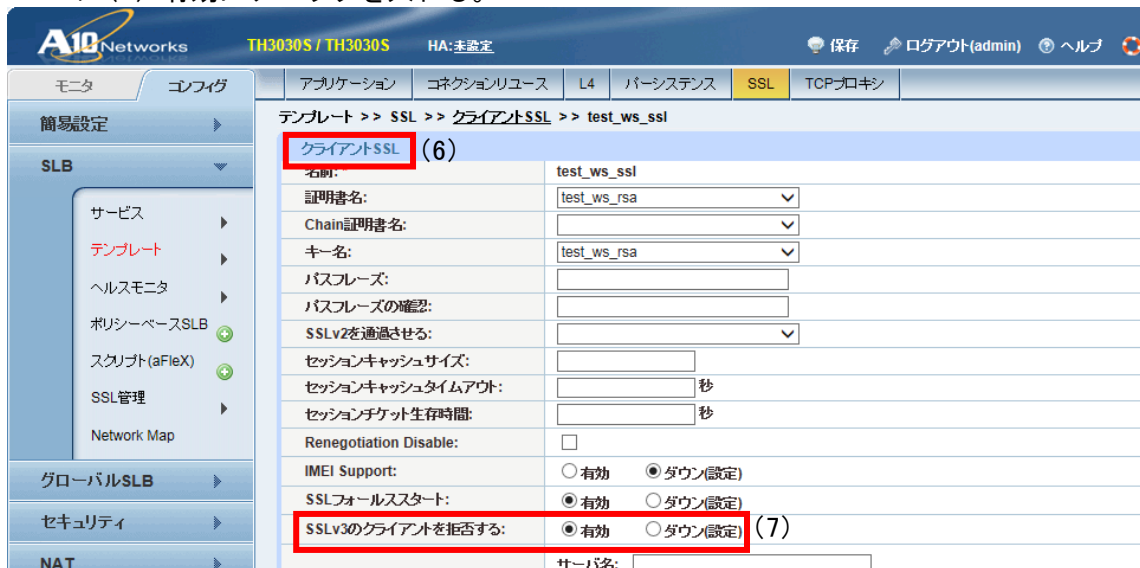 A10 Networks TH3030S / TH3030S HA:未設定 保存 ログアウト(admin) ヘルプ
モニタ コンフィグ アプリケーション コネクションリユース L4 パーシステンス SSL TCPプロキシ
簡易設定
SLB
サービス
テンプレート
ヘルスモニタ
ポリシーベースSLB
スクリプト(aFleX)
SSL管理
Network Map
グローバルSLB
セキュリティ
NAT
テンプレート >> SSL >> クライアントSSL >> test_ws_ssl
クライアントSSL (6)
名前: * test_ws_ssl
証明書名: test_ws_rsa
Chain証明書名:
キー名: test_ws_rsa
パスフレーズ:
パスフレーズの確認:
SSLv2を通過させる:
セッションキャッシュサイズ:
セッションキャッシュタイムアウト: 秒
セッションチケット生存時間: 秒
Renegotiation Disable:
IMEI Support: 有効 ダウン(設定)
SSLフォールススタート: 有効 ダウン(設定)
SSLv3のクライアントを拒否する: 有効 ダウン(設定) (7)
サーバ名: